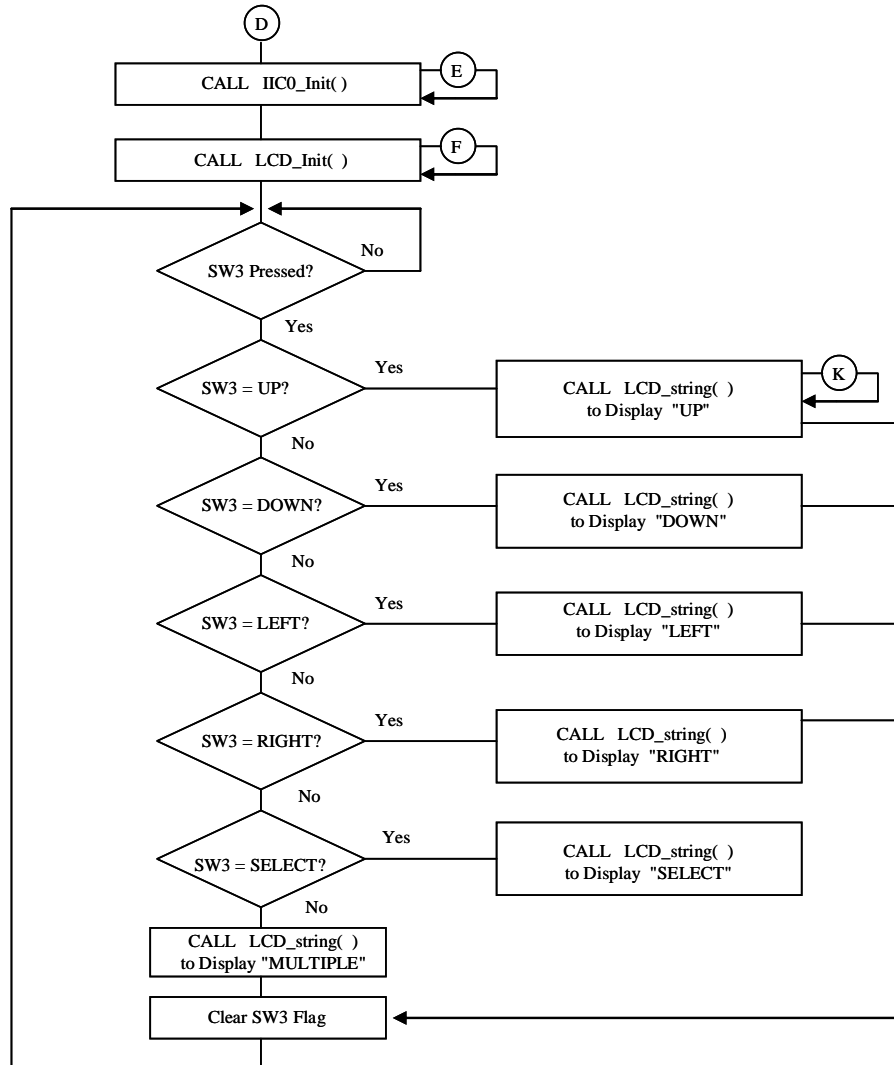 D
CALL IIC0_Init( )
E
CALL LCD_Init( )
F
SW3 Pressed?
No
Yes
SW3 = UP?
Yes
CALL LCD_string( )
to Display "UP"
K
No
SW3 = DOWN?
Yes
CALL LCD_string( )
to Display "DOWN"
No
SW3 = LEFT?
Yes
CALL LCD_string( )
to Display "LEFT"
No
SW3 = RIGHT?
Yes
CALL LCD_string( )
to Display "RIGHT"
No
SW3 = SELECT?
Yes
CALL LCD_string( )
to Display "SELECT"
No
CALL LCD_string( )
to Display "MULTIPLE"
Clear SW3 Flag